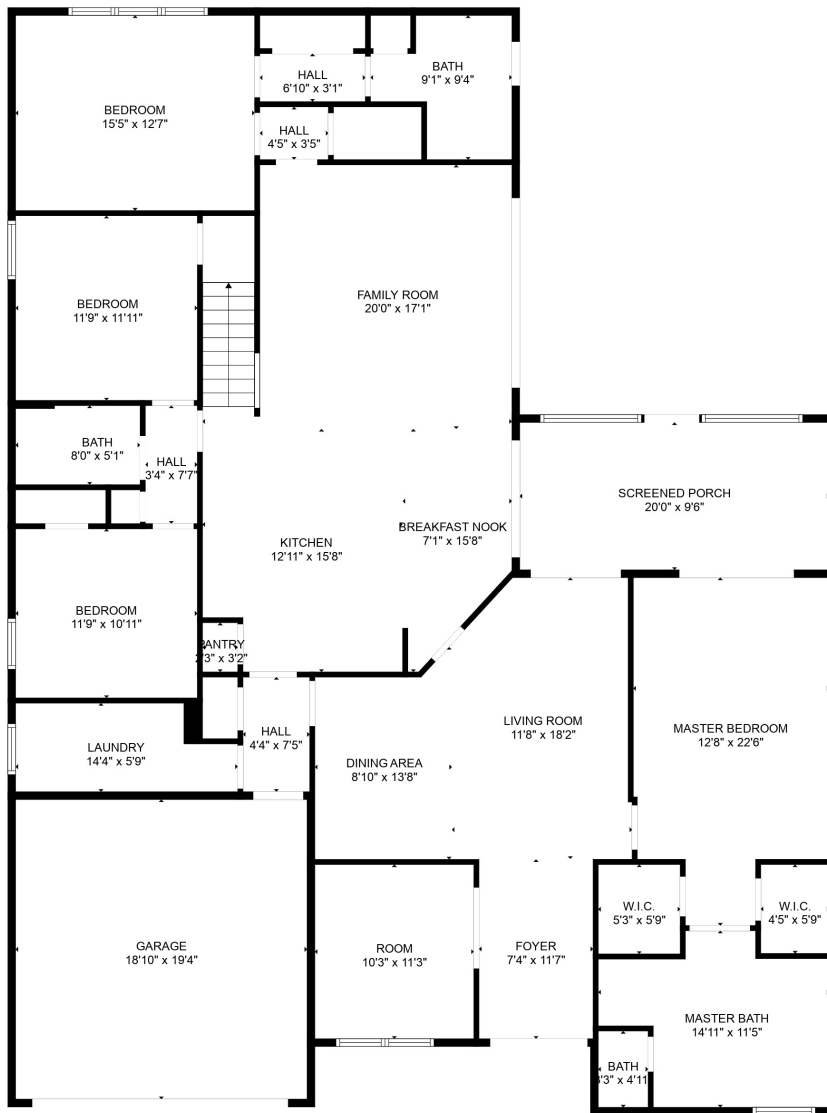 HALL
6'10" x 3'1"
BATH
9'1" x 9'4"
BEDROOM
15'5" x 12'7"
HALL
4'5" x 3'5"
FAMILY ROOM
20'0" x 17'1"
BEDROOM
11'9" x 11'11"
BATH
8'0" x 5'1"
HALL
3'4" x 7'7"
SCREENED PORCH
20'0" x 9'6"
BREAKFAST NOOK
7'1" x 15'8"
KITCHEN
12'11" x 15'8"
BEDROOM
11'9" x 10'11"
PANTRY
x 3'2"
LIVING ROOM
11'8" x 18'2"
MASTER BEDROOM
12'8" x 22'6"
HALL
4'4" x 7'5"
LAUNDRY
14'4" x 5'9"
DINING AREA
8'10" x 13'8"
W.I.C.
5'3" x 5'9"
W.I.C.
4'5" x 5'9"
GARAGE
18'10" x 19'4"
ROOM
10'3" x 11'3"
FOYER
7'4" x 11'7"
MASTER BATH
14'11" x 11'5"
BATH
x 4'11"